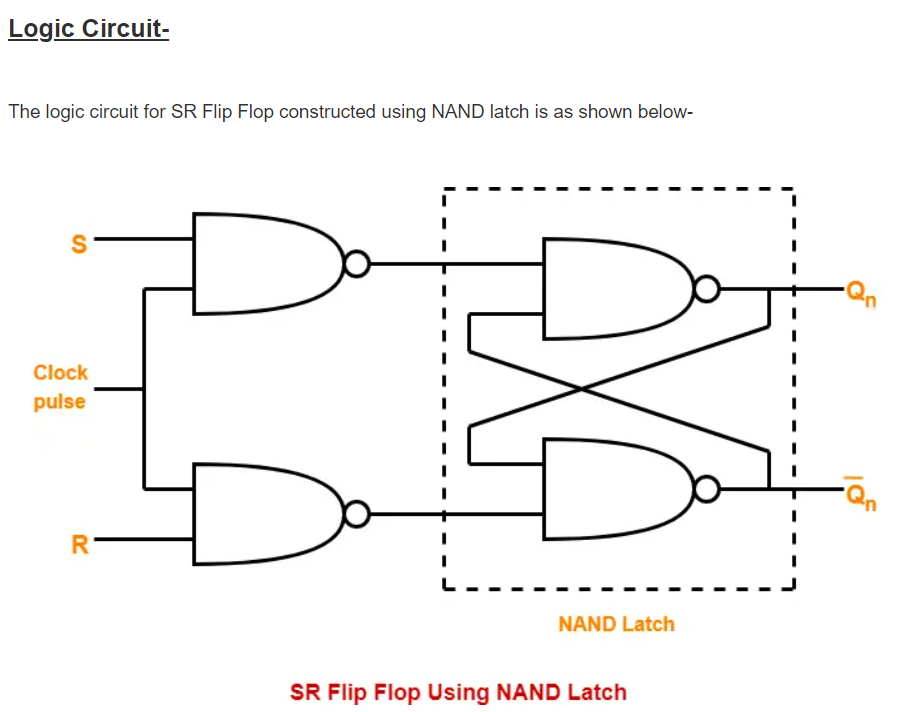 Logic Circuit-
The logic circuit for SR Flip Flop constructed using NAND latch is as shown below-
S
Qn
Clock
pulse
Q̅n
R
NAND Latch
SR Flip Flop Using NAND Latch